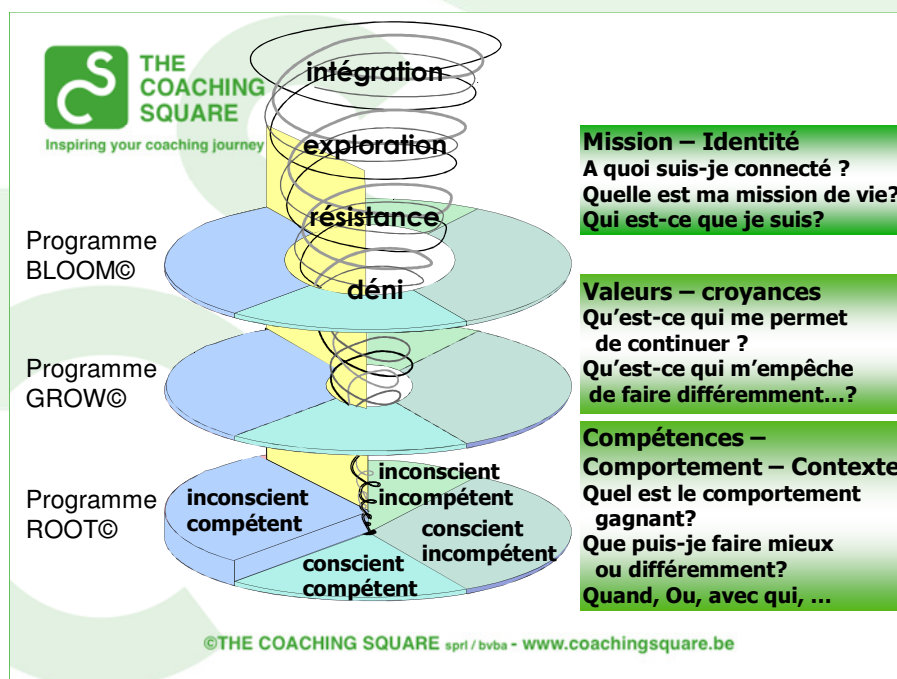 THE
COACHING
SQUARE
Inspiring your coaching journey
intégration
exploration
résistance
déni
Programme
BLOOM©
Programme
GROW©
Programme
ROOT©
inconscient
compétent
inconscient
incompétent
conscient
incompétent
conscient
compétent
Mission – Identité
A quoi suis-je connecté ?
Quelle est ma mission de vie?
Qui est-ce que je suis?
Valeurs – croyances
Qu’est-ce qui me permet
de continuer ?
Qu’est-ce qui m’empêche
de faire différemment…?
Compétences –
Comportement – Contexte
Quel est le comportement
gagnant?
Que puis-je faire mieux
ou différemment?
Quand, Ou, avec qui, …
©THE COACHING SQUARE sprl / bvba - www.coachingsquare.be